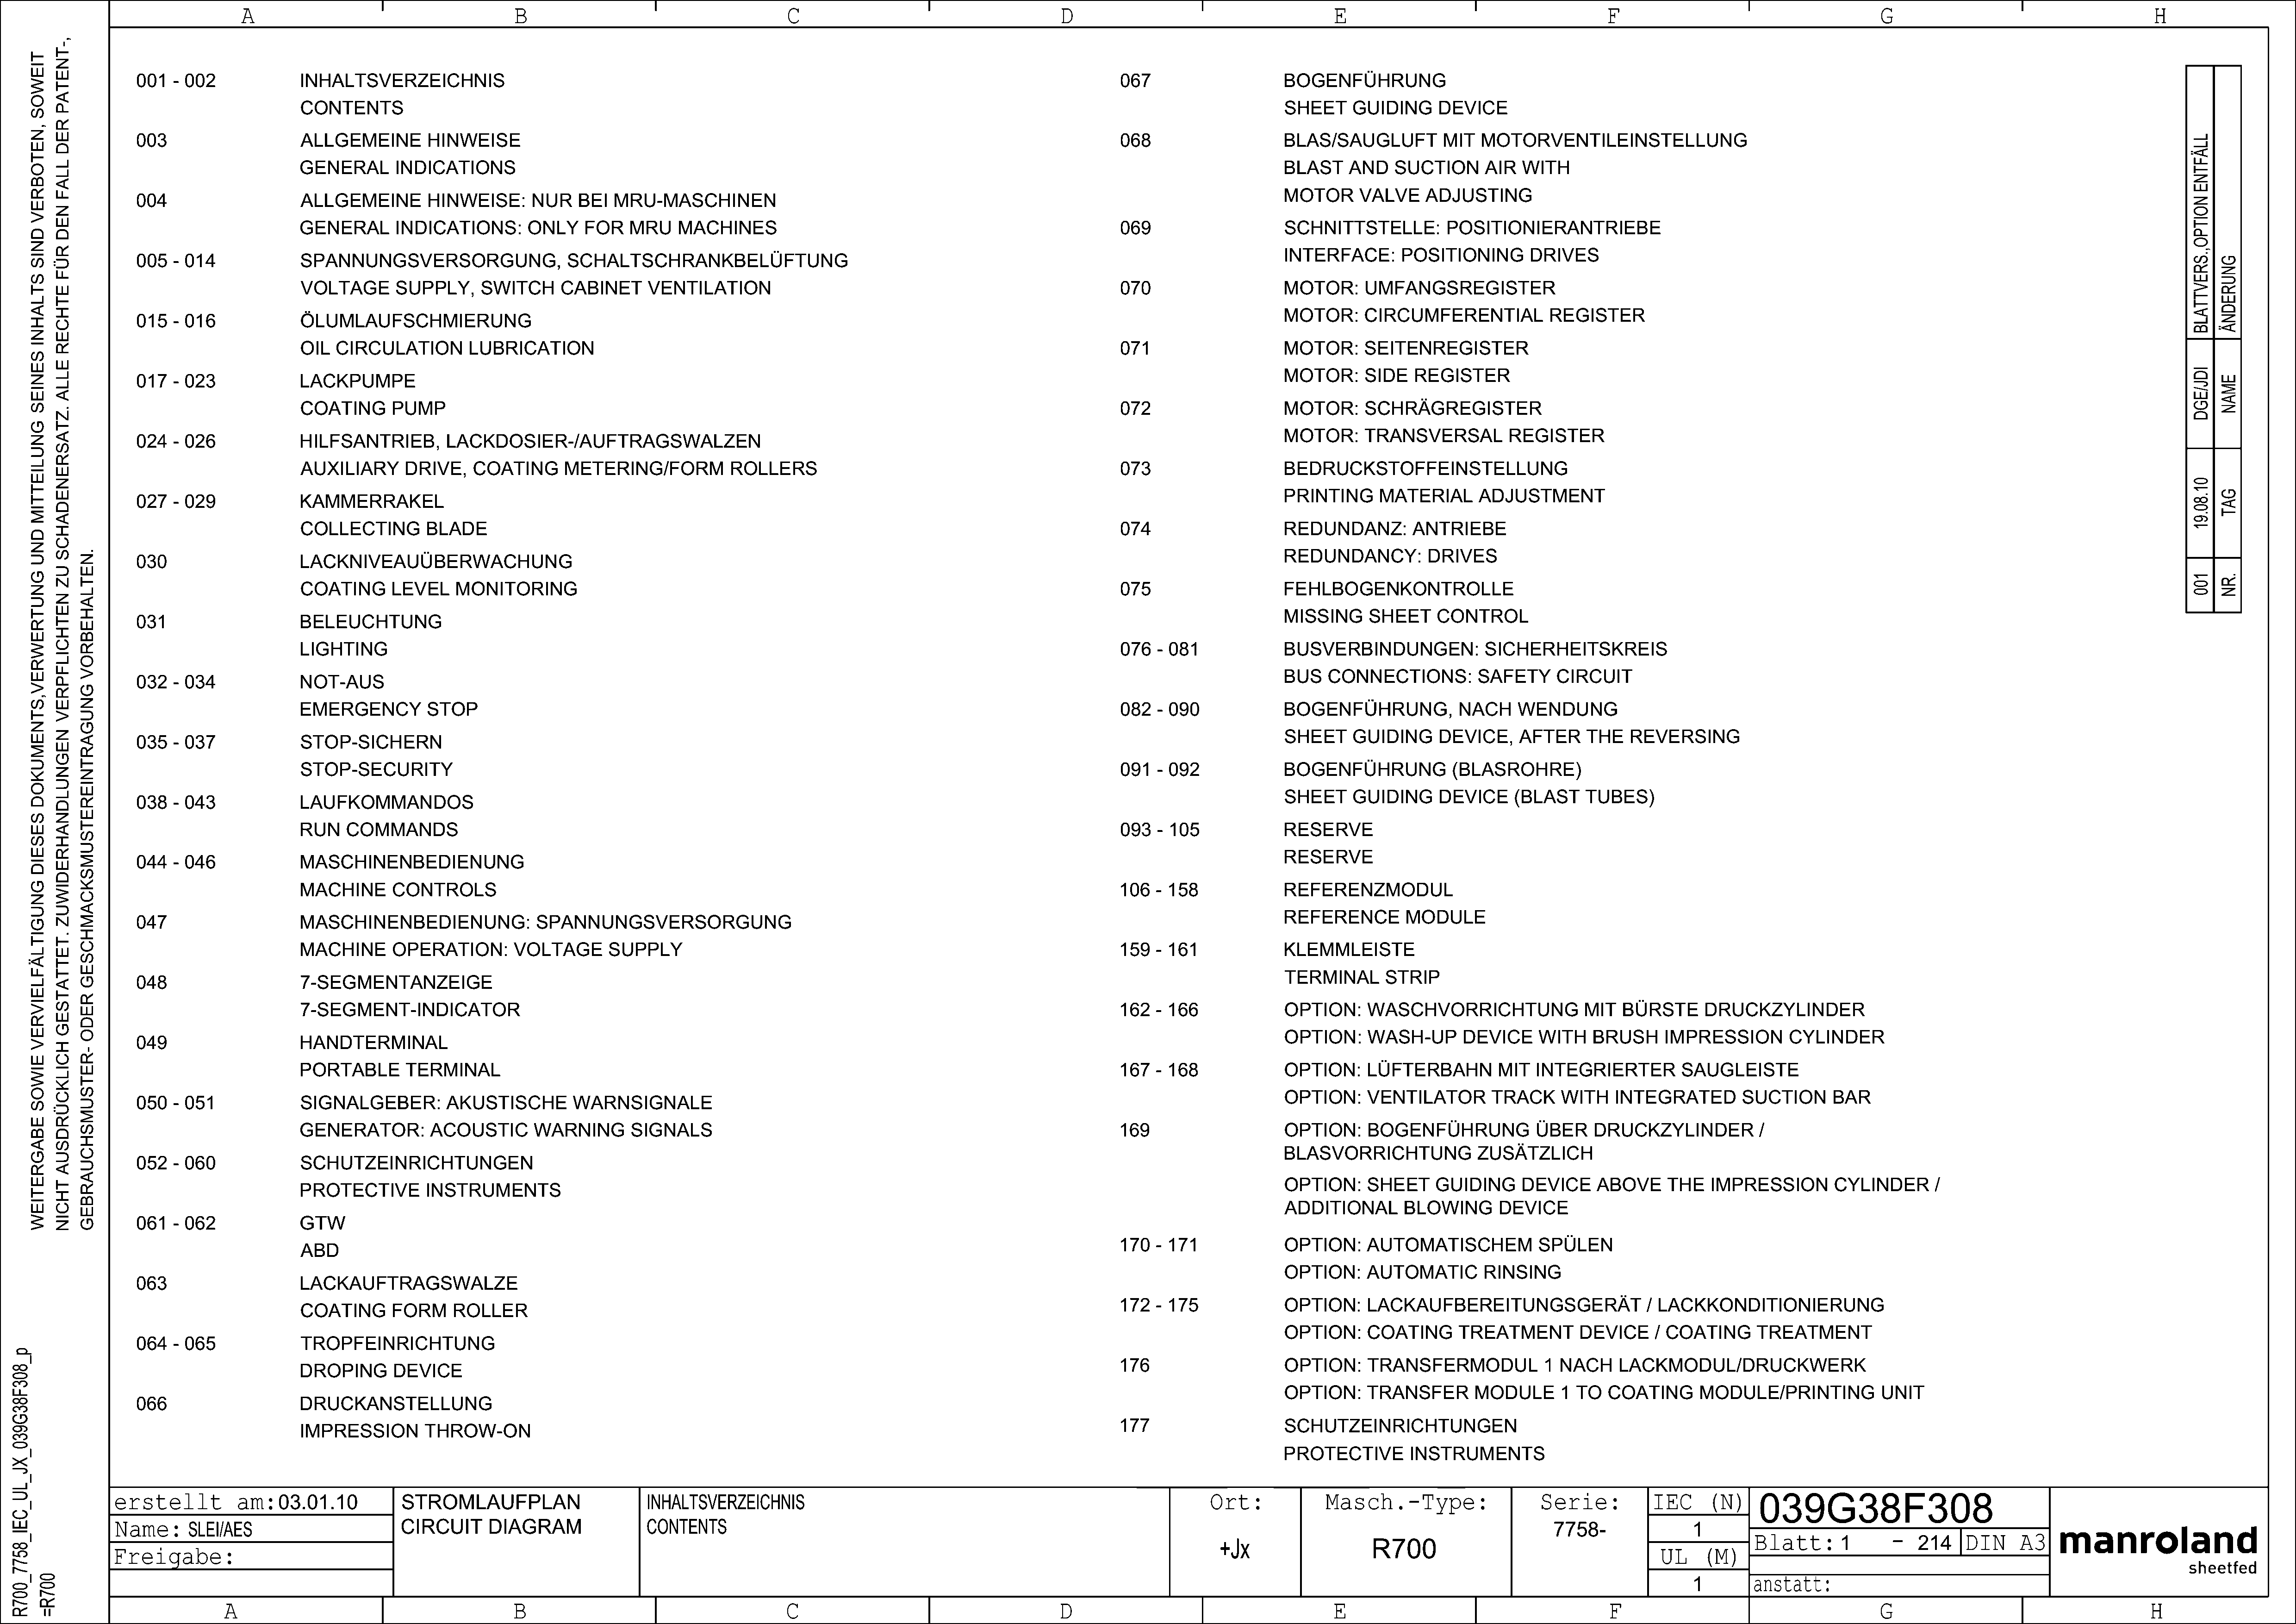 A B C D E F G H
001 - 002 INHALTSVERZEICHNIS
CONTENTS
003 ALLGEMEINE HINWEISE
GENERAL INDICATIONS
004 ALLGEMEINE HINWEISE: NUR BEI MRU-MASCHINEN
GENERAL INDICATIONS: ONLY FOR MRU MACHINES
005 - 014 SPANNUNGSVERSORGUNG, SCHALTSCHRANKBELÜFTUNG
VOLTAGE SUPPLY, SWITCH CABINET VENTILATION
015 - 016 ÖLUMLAUFSCHMIERUNG
OIL CIRCULATION LUBRICATION
017 - 023 LACKPUMPE
COATING PUMP
024 - 026 HILFSANTRIEB, LACKDOSIER-/AUFTRAGSWALZEN
AUXILIARY DRIVE, COATING METERING/FORM ROLLERS
027 - 029 KAMMERRAKEL
COLLECTING BLADE
030 LACKNIVEAUÜBERWACHUNG
COATING LEVEL MONITORING
031 BELEUCHTUNG
LIGHTING
032 - 034 NOT-AUS
EMERGENCY STOP
035 - 037 STOP-SICHERN
STOP-SECURITY
038 - 043 LAUFKOMMANDOS
RUN COMMANDS
044 - 046 MASCHINENBEDIENUNG
MACHINE CONTROLS
047 MASCHINENBEDIENUNG: SPANNUNGSVERSORGUNG
MACHINE OPERATION: VOLTAGE SUPPLY
048 7-SEGMENTANZEIGE
7-SEGMENT-INDICATOR
049 HANDTERMINAL
PORTABLE TERMINAL
050 - 051 SIGNALGEBER: AKUSTISCHE WARNSIGNALE
GENERATOR: ACOUSTIC WARNING SIGNALS
052 - 060 SCHUTZEINRICHTUNGEN
PROTECTIVE INSTRUMENTS
061 - 062 GTW
ABD
063 LACKAUFTRAGSWALZE
COATING FORM ROLLER
064 - 065 TROPFEINRICHTUNG
DROPING DEVICE
066 DRUCKANSTELLUNG
IMPRESSION THROW-ON
067 BOGENFÜHRUNG
SHEET GUIDING DEVICE
068 BLAS/SAUGLUFT MIT MOTORVENTILEINSTELLUNG
BLAST AND SUCTION AIR WITH
MOTOR VALVE ADJUSTING
069 SCHNITTSTELLE: POSITIONIERANTRIEBE
INTERFACE: POSITIONING DRIVES
070 MOTOR: UMFANGSREGISTER
MOTOR: CIRCUMFERENTIAL REGISTER
071 MOTOR: SEITENREGISTER
MOTOR: SIDE REGISTER
072 MOTOR: SCHRÄGREGISTER
MOTOR: TRANSVERSAL REGISTER
073 BEDRUCKSTOFFEINSTELLUNG
PRINTING MATERIAL ADJUSTMENT
074 REDUNDANZ: ANTRIEBE
REDUNDANCY: DRIVES
075 FEHLBOGENKONTROLLE
MISSING SHEET CONTROL
076 - 081 BUSVERBINDUNGEN: SICHERHEITSKREIS
BUS CONNECTIONS: SAFETY CIRCUIT
082 - 090 BOGENFÜHRUNG, NACH WENDUNG
SHEET GUIDING DEVICE, AFTER THE REVERSING
091 - 092 BOGENFÜHRUNG (BLASROHRE)
SHEET GUIDING DEVICE (BLAST TUBES)
093 - 105 RESERVE
RESERVE
106 - 158 REFERENZMODUL
REFERENCE MODULE
159 - 161 KLEMMLEISTE
TERMINAL STRIP
162 - 166 OPTION: WASCHVORRICHTUNG MIT BÜRSTE DRUCKZYLINDER
OPTION: WASH-UP DEVICE WITH BRUSH IMPRESSION CYLINDER
167 - 168 OPTION: LÜFTERBAHN MIT INTEGRIERTER SAUGLEISTE
OPTION: VENTILATOR TRACK WITH INTEGRATED SUCTION BAR
169 OPTION: BOGENFÜHRUNG ÜBER DRUCKZYLINDER /
BLASVORRICHTUNG ZUSÄTZLICH
OPTION: SHEET GUIDING DEVICE ABOVE THE IMPRESSION CYLINDER /
ADDITIONAL BLOWING DEVICE
170 - 171 OPTION: AUTOMATISCHEM SPÜLEN
OPTION: AUTOMATIC RINSING
172 - 175 OPTION: LACKAUFBEREITUNGSGERÄT / LACKKONDITIONIERUNG
OPTION: COATING TREATMENT DEVICE / COATING TREATMENT
176 OPTION: TRANSFERMODUL 1 NACH LACKMODUL/DRUCKWERK
OPTION: TRANSFER MODULE 1 TO COATING MODULE/PRINTING UNIT
177 SCHUTZEINRICHTUNGEN
PROTECTIVE INSTRUMENTS
001 19.08.10 DGE/JDI BLATTVERS.,OPTION ENTFÄLL
NR. TAG NAME ÄNDERUNG
WEITERGABE SOWIE VERVIELFÄLTIGUNG DIESES DOKUMENTS,VERWERTUNG UND MITTEILUNG SEINES INHALTS SIND VERBOTEN, SOWEIT
NICHT AUSDRÜCKLICH GESTATTET. ZUWIDERHANDLUNGEN VERPFLICHTEN ZU SCHADENERSATZ. ALLE RECHTE FÜR DEN FALL DER PATENT-,
GEBRAUCHSMUSTER- ODER GESCHMACKSMUSTEREINTRAGUNG VORBEHALTEN.
R700_7758_IEC_UL_JX_039G38F308_p
=R700
erstellt am: 03.01.10
Name: SLEI/AES
Freigabe:
STROMLAUFPLAN
CIRCUIT DIAGRAM
INHALTSVERZEICHNIS
CONTENTS
Ort:
+Jx
Masch.-Type:
R700
Serie:
7758-
IEC (N)
1
UL (M)
1
039G38F308
Blatt: 1 - 214 DIN A3
anstatt:
manroland
sheetfed
A B C D E F G H